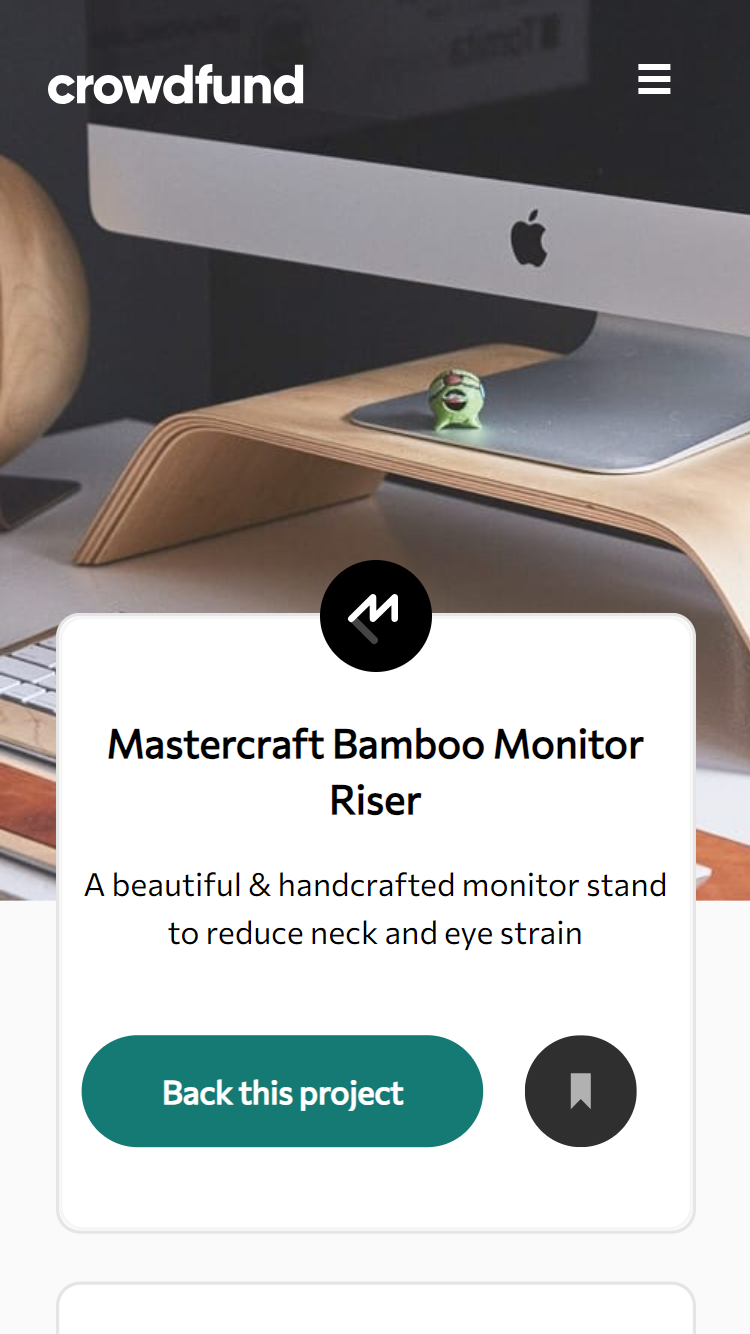 crowdfund
Mastercraft Bamboo Monitor
Riser
A beautiful & handcrafted monitor stand
to reduce neck and eye strain
Back this project